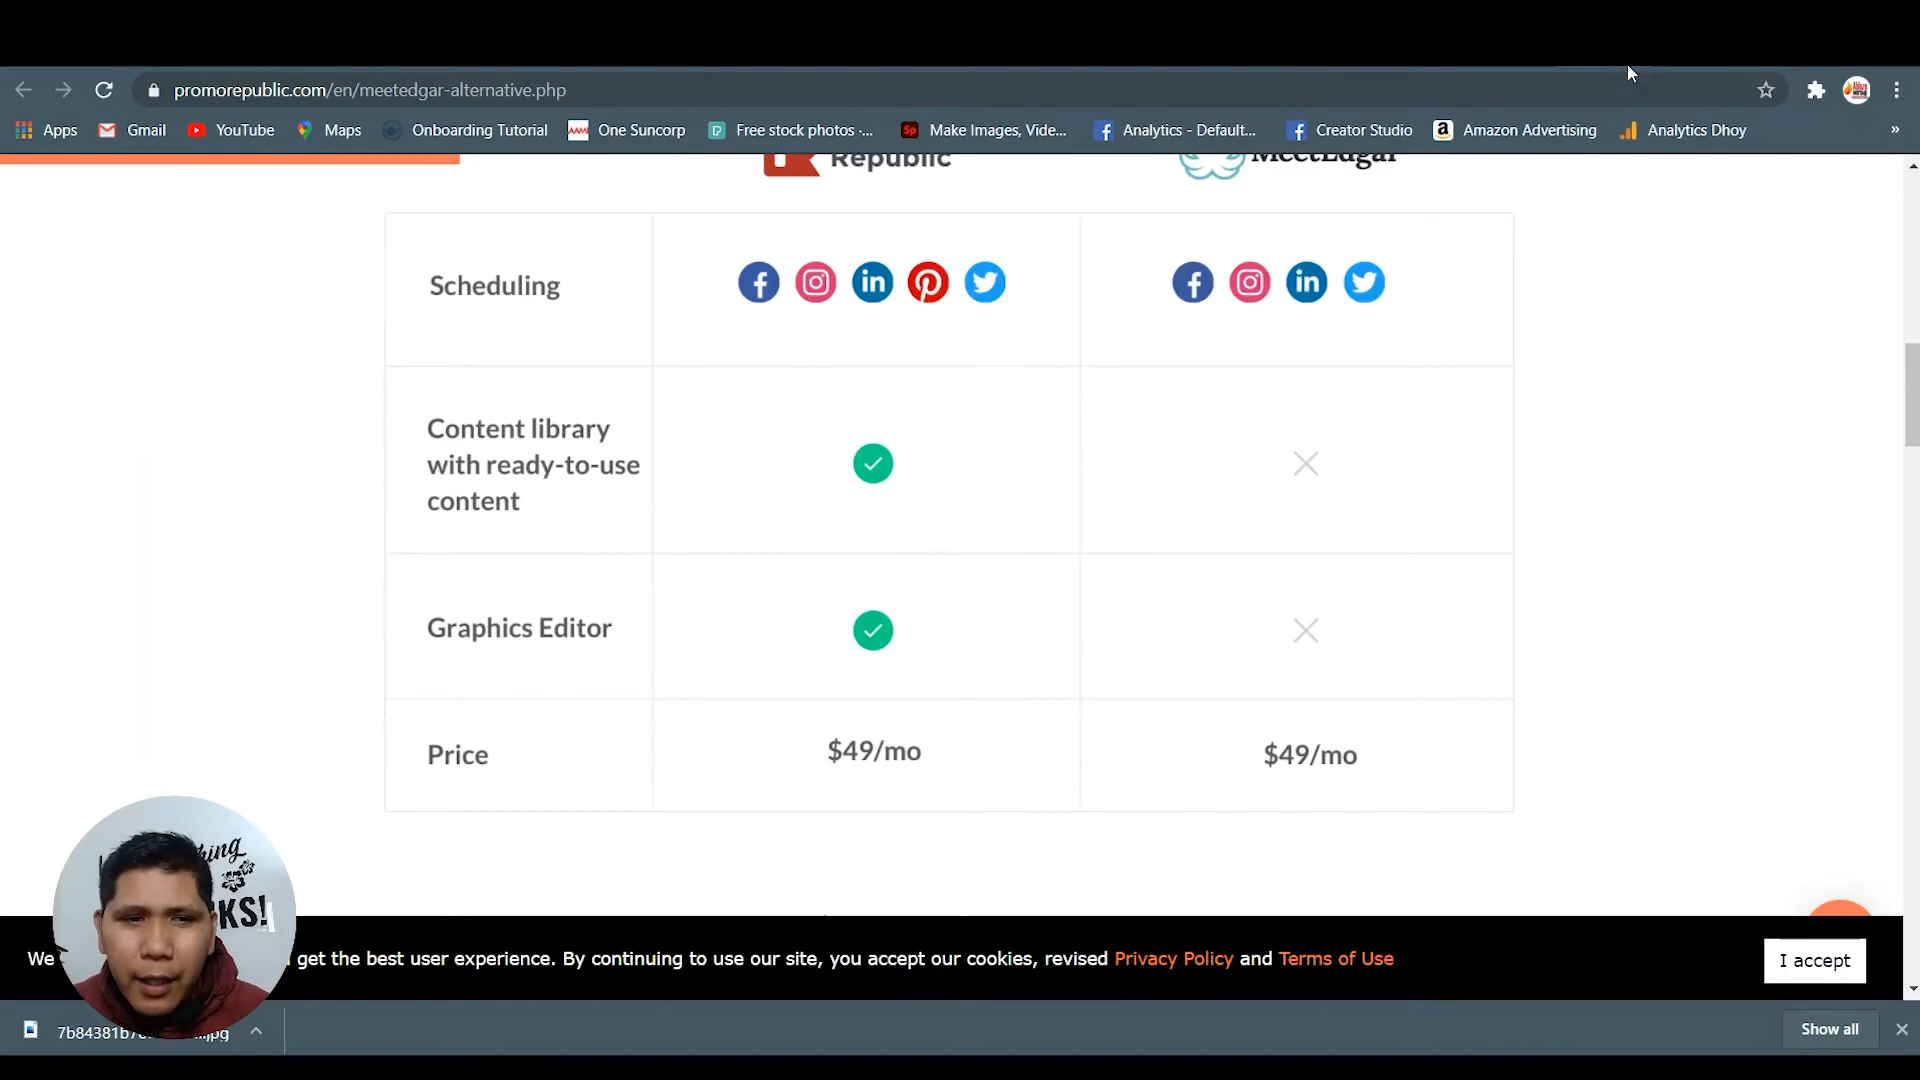 promorepublic.com/en/meetedgar-alternative.php
Apps Gmail YouTube Maps Onboarding Tutorial One Suncorp Free stock photos ·... Sp Make Images, Vide... Analytics - Default... Creator Studio Amazon Advertising Analytics Dhoy »
Republic MeetEdgar
Scheduling
Content library
with ready-to-use
content
Graphics Editor
Price $49/mo $49/mo
We get the best user experience. By continuing to use our site, you accept our cookies, revised Privacy Policy and Terms of Use I accept
Show all